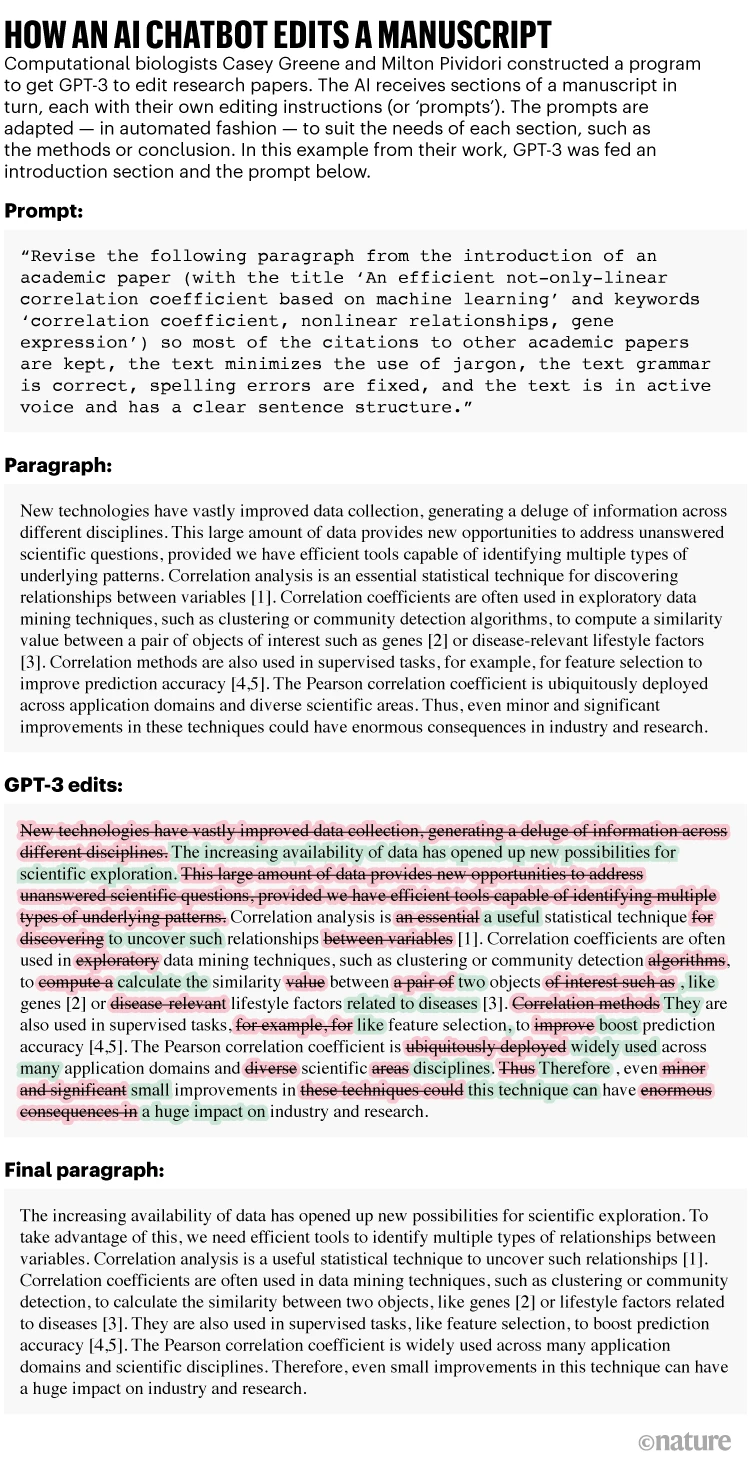 HOW AN AI CHATBOT EDITS A MANUSCRIPT
Computational biologists Casey Greene and Milton Pividori constructed a program
to get GPT-3 to edit research papers. The AI receives sections of a manuscript in
turn, each with their own editing instructions (or ‘prompts’). The prompts are
adapted — in automated fashion — to suit the needs of each section, such as
the methods or conclusion. In this example from their work, GPT-3 was fed an
introduction section and the prompt below.
Prompt:
“Revise the following paragraph from the introduction of an
academic paper (with the title ‘An efficient not-only-linear
correlation coefficient based on machine learning’ and keywords
‘correlation coefficient, nonlinear relationships, gene
expression’) so most of the citations to other academic papers
are kept, the text minimizes the use of jargon, the text grammar
is correct, spelling errors are fixed, and the text is in active
voice and has a clear sentence structure.”
Paragraph:
New technologies have vastly improved data collection, generating a deluge of information across
different disciplines. This large amount of data provides new opportunities to address unanswered
scientific questions, provided we have efficient tools capable of identifying multiple types of
underlying patterns. Correlation analysis is an essential statistical technique for discovering
relationships between variables [1]. Correlation coefficients are often used in exploratory data
mining techniques, such as clustering or community detection algorithms, to compute a similarity
value between a pair of objects of interest such as genes [2] or disease-relevant lifestyle factors
[3]. Correlation methods are also used in supervised tasks, for example, for feature selection to
improve prediction accuracy [4,5]. The Pearson correlation coefficient is ubiquitously deployed
across application domains and diverse scientific areas. Thus, even minor and significant
improvements in these techniques could have enormous consequences in industry and research.
GPT-3 edits:
New technologies have vastly improved data collection, generating a deluge of information across
different disciplines. The increasing availability of data has opened up new possibilities for
scientific exploration. This large amount of data provides new opportunities to address
unanswered scientific questions, provided we have efficient tools capable of identifying multiple
types of underlying patterns. Correlation analysis is an essential a useful statistical technique for
discovering to uncover such relationships between variables [1]. Correlation coefficients are often
used in exploratory data mining techniques, such as clustering or community detection algorithms,
to compute a calculate the similarity value between a pair of two objects of interest such as , like
genes [2] or disease-relevant lifestyle factors related to diseases [3]. Correlation methods They are
also used in supervised tasks, for example, for like feature selection, to improve boost prediction
accuracy [4,5]. The Pearson correlation coefficient is ubiquitously deployed widely used across
many application domains and diverse scientific areas disciplines. Thus Therefore , even minor
and significant small improvements in these techniques could this technique can have enormous
consequences in a huge impact on industry and research.
Final paragraph:
The increasing availability of data has opened up new possibilities for scientific exploration. To
take advantage of this, we need efficient tools to identify multiple types of relationships between
variables. Correlation analysis is a useful statistical technique to uncover such relationships [1].
Correlation coefficients are often used in data mining techniques, such as clustering or community
detection, to calculate the similarity between two objects, like genes [2] or lifestyle factors related
to diseases [3]. They are also used in supervised tasks, like feature selection, to boost prediction
accuracy [4,5]. The Pearson correlation coefficient is widely used across many application
domains and scientific disciplines. Therefore, even small improvements in this technique can have
a huge impact on industry and research.
©nature